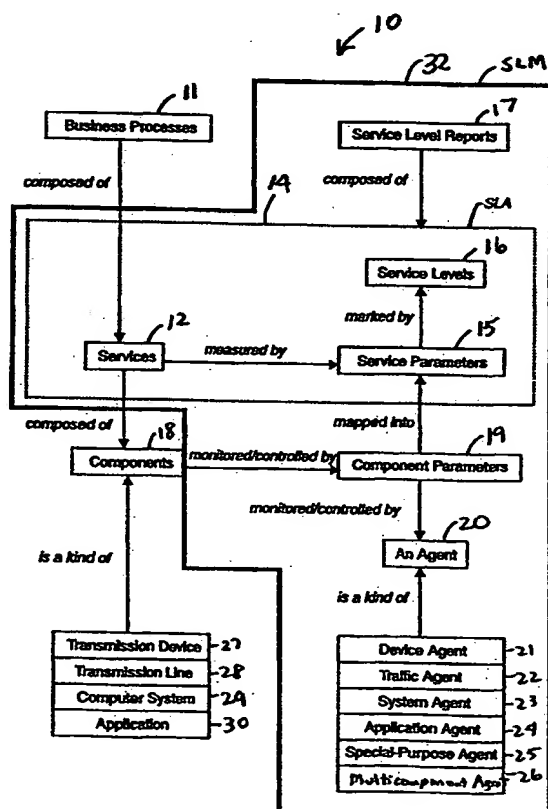 10
32
SLM
11
17
Business Processes
Service Level Reports
composed of
composed of
14
SLA
16
Service Levels
marked by
12
15
Services
measured by
Service Parameters
composed of
mapped into
18
19
Components
monitored/controlled by
Component Parameters
monitored/controlled by
20
An Agent
is a kind of
is a kind of
Transmission Device 27
Transmission Line 28
Computer System 29
Application 30
Device Agent 21
Traffic Agent 22
System Agent 23
Application Agent 24
Special-Purpose Agent 25
Multicomponent Agent 26